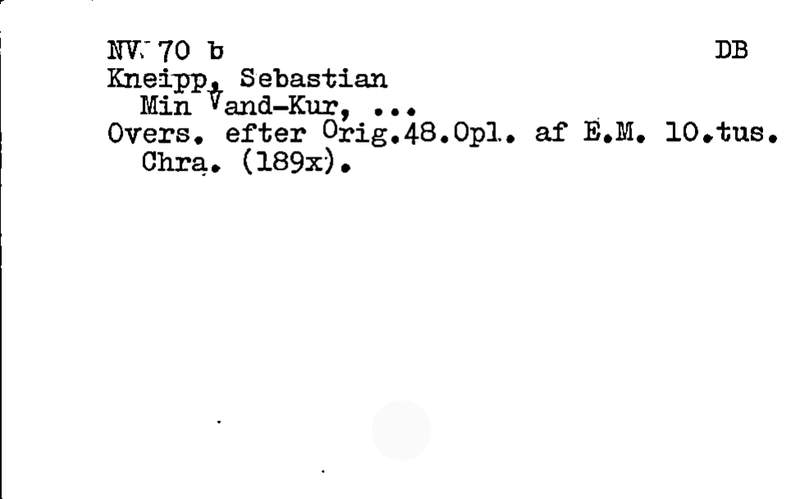 NV. 70 b DB
Kneipp, Sebastian
Min Vand-Kur, ...
Overs. efter Orig.48.Opl. af E.M. 10.tus.
Chra. (189x).